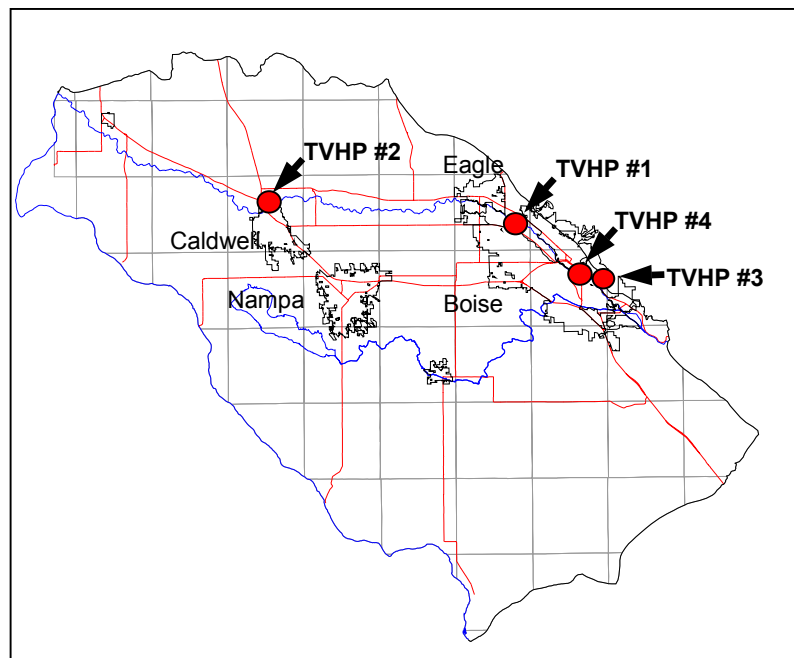 TVHP #2
Eagle
TVHP #1
TVHP #4
Caldwell
TVHP #3
Nampa
Boise